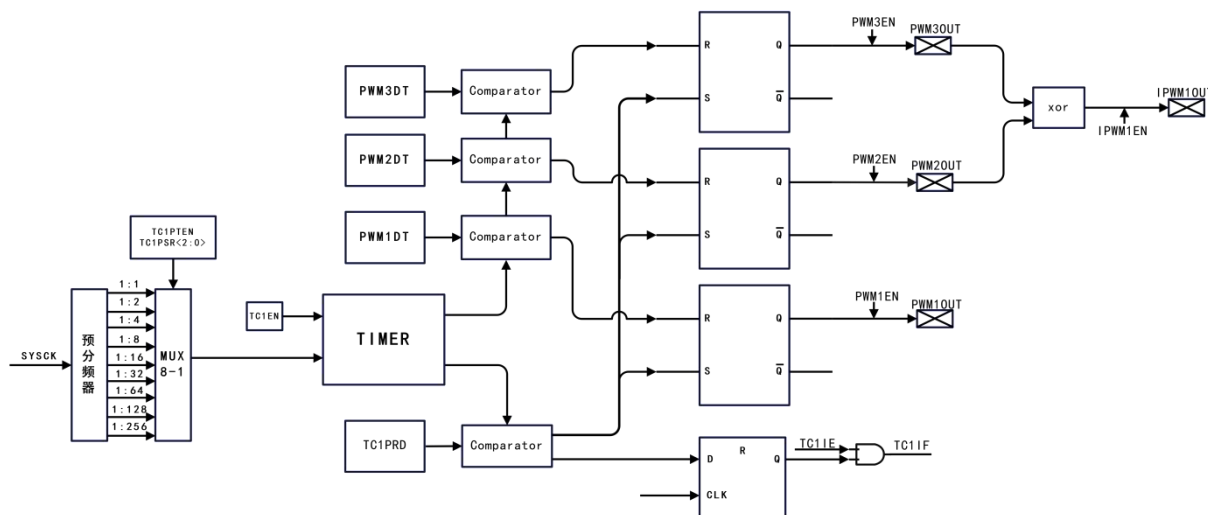 PWM3EN
PWM3OUT
R
Q
PWM3DT
Comparator
S
Q
xor
IPWM1OUT
IPWM1EN
PWM2DT
Comparator
PWM2EN
PWM2OUT
R
Q
TC1PTEN
TC1PSR<2:0>
PWM1DT
Comparator
S
Q
1:1
1:2
1:4
1:8
1:16
1:32
1:64
1:128
1:256
SYSCK
预分频器
MUX
8-1
TC1EN
TIMER
PWM1EN
PWM1OUT
R
Q
S
Q
TC1PRD
Comparator
D
R
Q
CLK
TC1IE
TC1IF